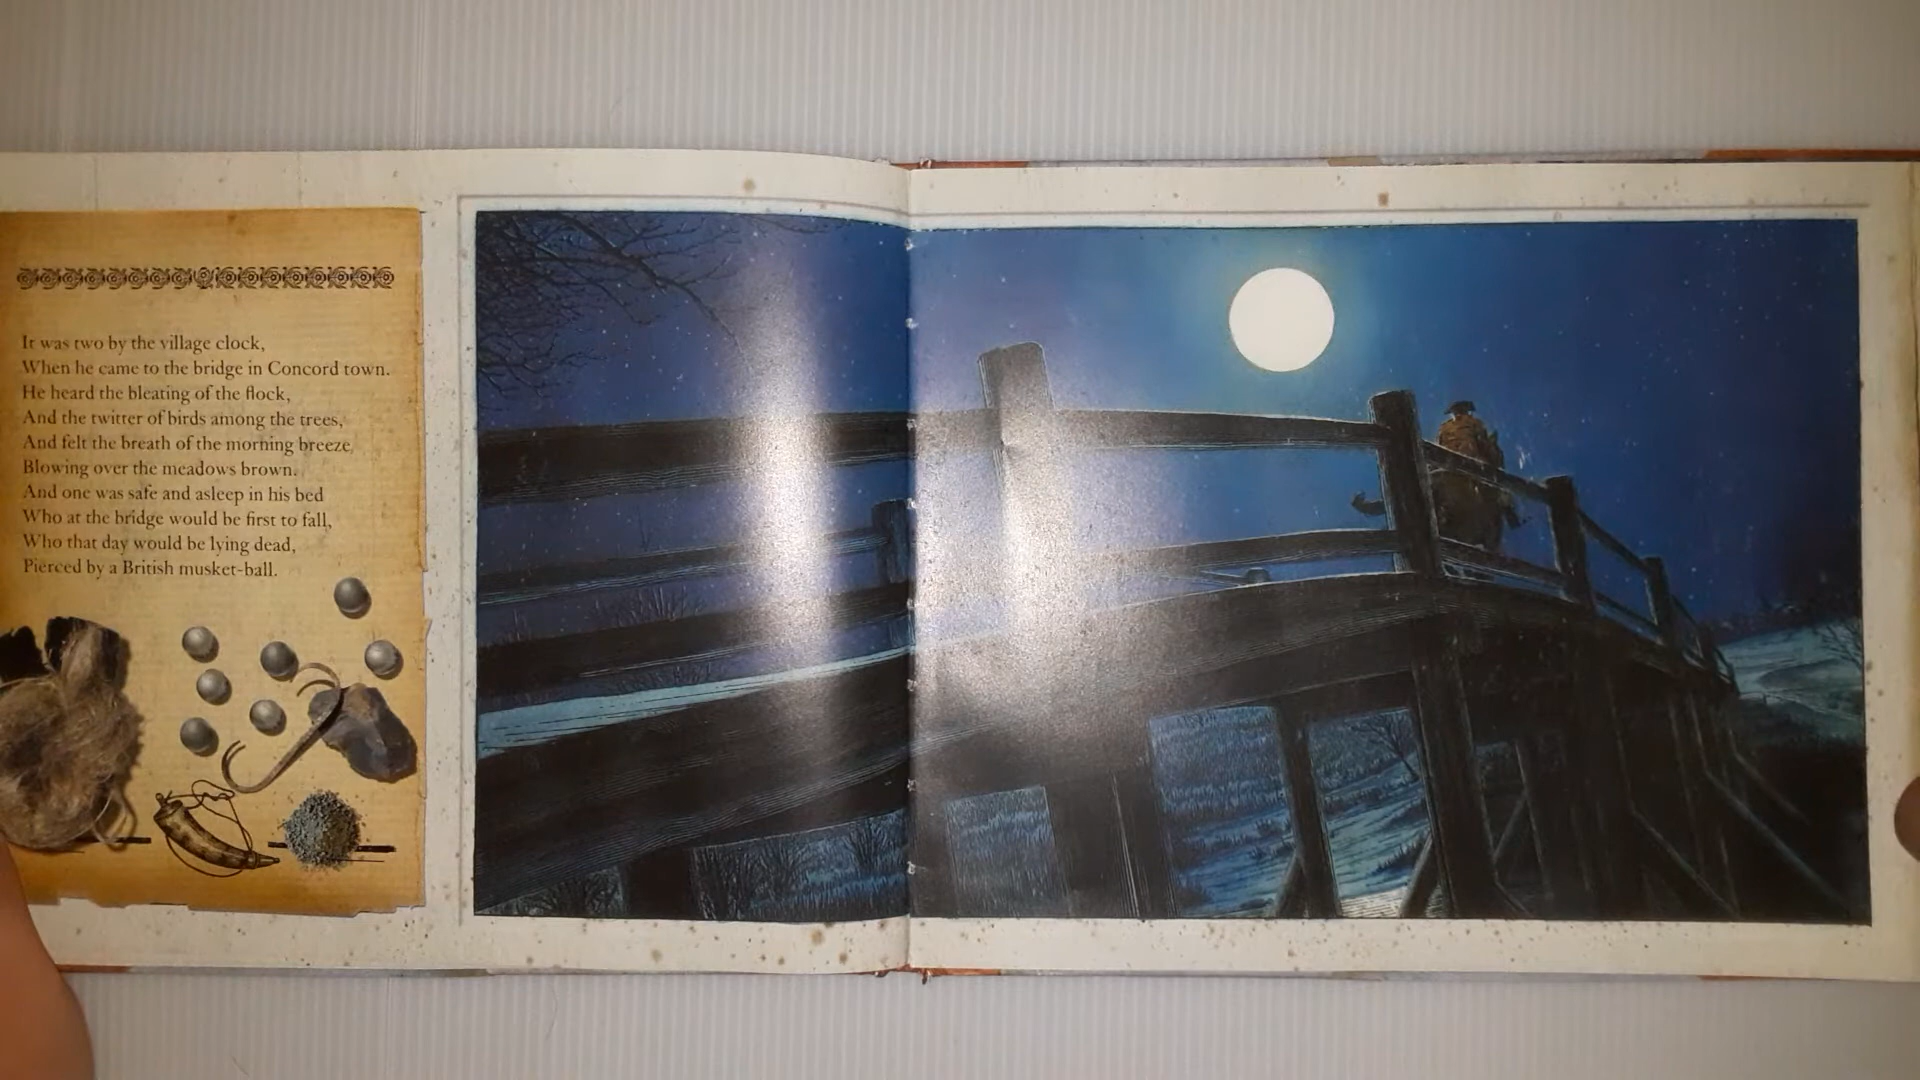 It was two by the village clock,
When he came to the bridge in Concord town.
He heard the bleating of the flock,
And the twitter of birds among the trees,
And felt the breath of the morning breeze
Blowing over the meadows brown.
And one was safe and asleep in his bed
Who at the bridge would be first to fall,
Who that day would be lying dead,
Pierced by a British musket-ball.